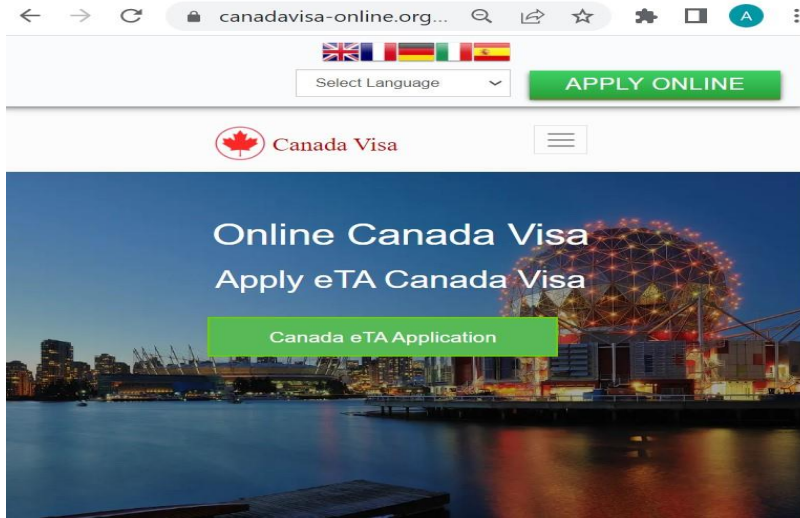 canadavisa-online.org...
A
Select Language
APPLY ONLINE
Canada Visa
Online Canada Visa
Apply eTA Canada Visa
Canada eTA Application